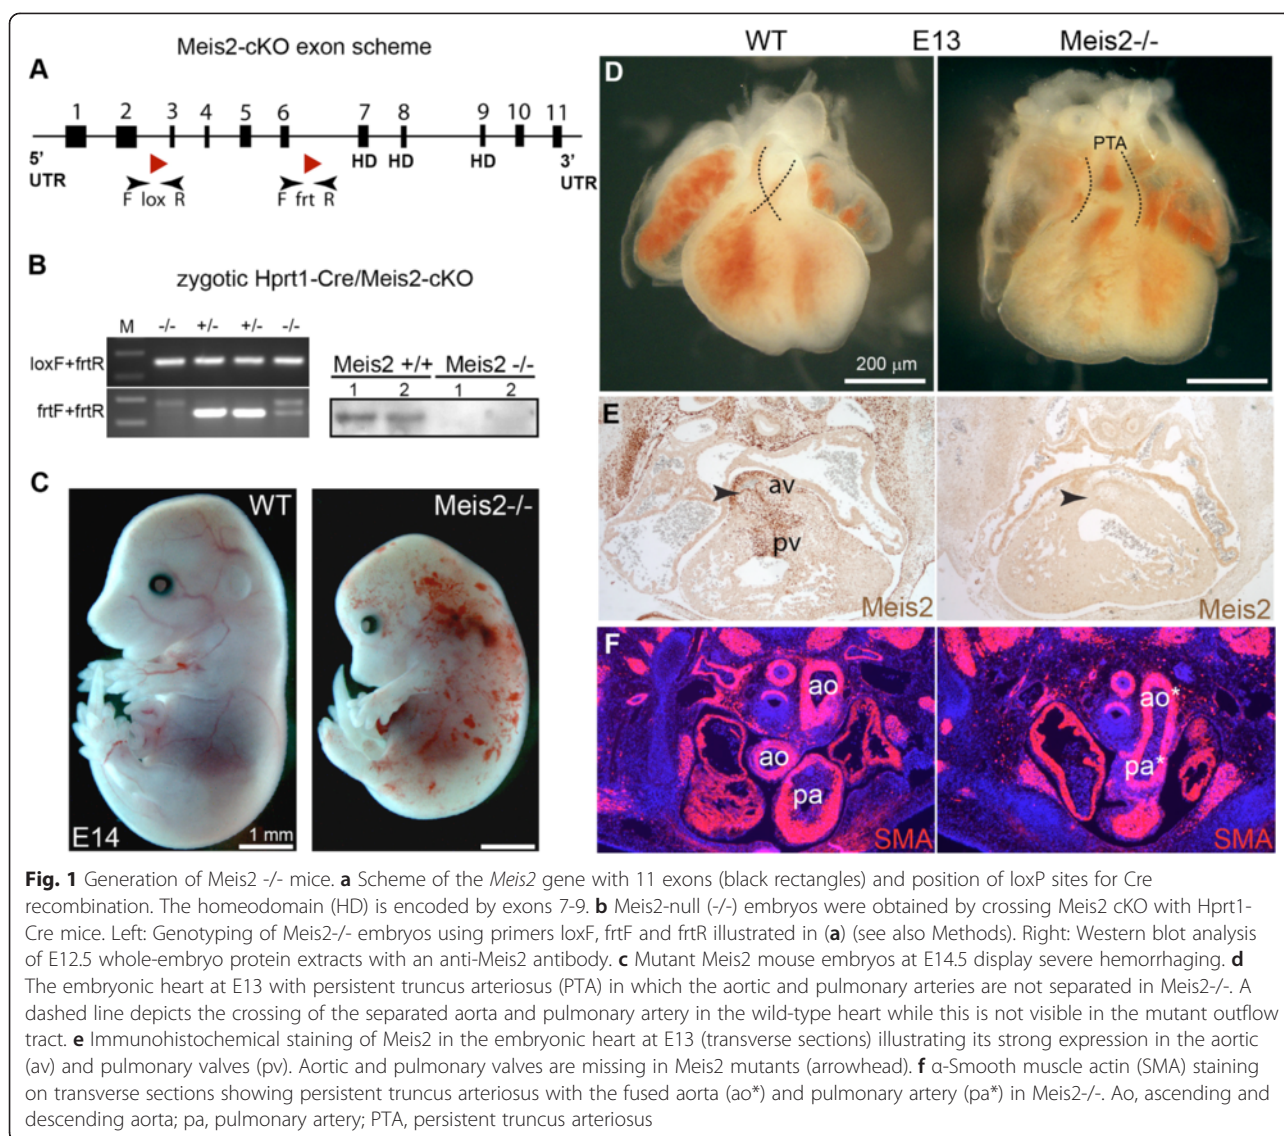 Meis2-cKO exon scheme
A
1 2 3 4 5 6 7 8 9 10 11
5' UTR
HD HD HD
3' UTR
F lox R
F frt R
B
zygotic Hprt1-Cre/Meis2-cKO
M -/- +/- +/- -/-
loxF+frtR
frtF+frtR
Meis2 +/+ Meis2 -/-
1 2 1 2
C
WT
Meis2-/-
E14
1 mm
WT E13 Meis2-/-
D
PTA
200 µm
E
av
pv
Meis2
Meis2
F
ao
ao
pa
SMA
ao*
pa*
SMA
Fig. 1 Generation of Meis2 -/- mice. a Scheme of the Meis2 gene with 11 exons (black rectangles) and position of loxP sites for Cre
recombination. The homeodomain (HD) is encoded by exons 7-9. b Meis2-null (-/-) embryos were obtained by crossing Meis2 cKO with Hprt1-
Cre mice. Left: Genotyping of Meis2-/- embryos using primers loxF, frtF and frtR illustrated in (a) (see also Methods). Right: Western blot analysis
of E12.5 whole-embryo protein extracts with an anti-Meis2 antibody. c Mutant Meis2 mouse embryos at E14.5 display severe hemorrhaging. d
The embryonic heart at E13 with persistent truncus arteriosus (PTA) in which the aortic and pulmonary arteries are not separated in Meis2-/-. A
dashed line depicts the crossing of the separated aorta and pulmonary artery in the wild-type heart while this is not visible in the mutant outflow
tract. e Immunohistochemical staining of Meis2 in the embryonic heart at E13 (transverse sections) illustrating its strong expression in the aortic
(av) and pulmonary valves (pv). Aortic and pulmonary valves are missing in Meis2 mutants (arrowhead). f α-Smooth muscle actin (SMA) staining
on transverse sections showing persistent truncus arteriosus with the fused aorta (ao*) and pulmonary artery (pa*) in Meis2-/-. Ao, ascending and
descending aorta; pa, pulmonary artery; PTA, persistent truncus arteriosus